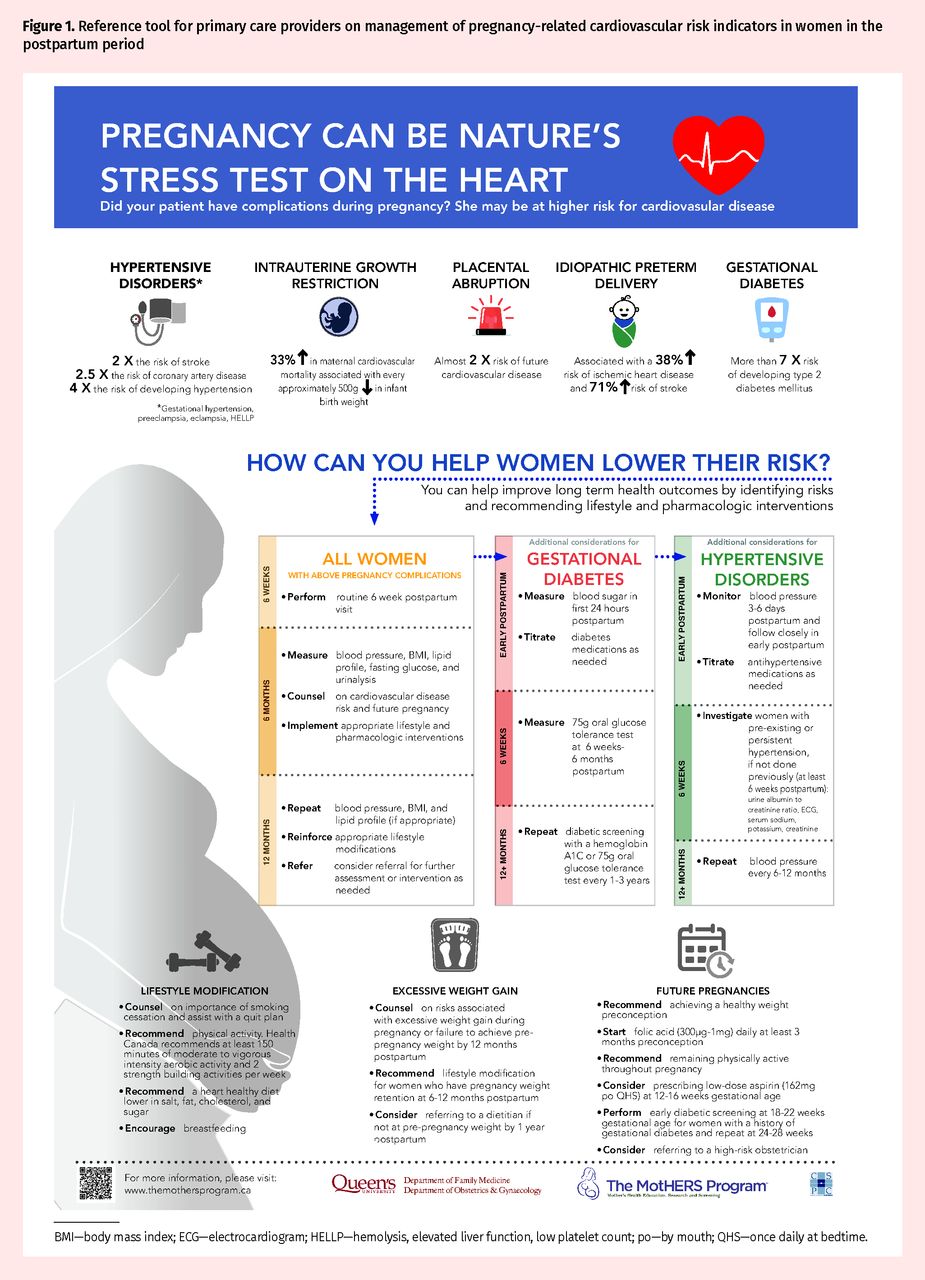 Figure 1. Reference tool for primary care providers on management of pregnancy-related cardiovascular risk indicators in women in the
postpartum period
PREGNANCY CAN BE NATURE'S
STRESS TEST ON THE HEART
Did your patient have complications during pregnancy? She may be at higher risk for cardiovasular disease
HYPERTENSIVE
DISORDERS*
2 X the risk of stroke
2.5 X the risk of coronary artery disease
4 X the risk of developing hypertension
*Gestational hypertension,
preeclampsia, eclampsia, HELLP
INTRAUTERINE GROWTH
RESTRICTION
33%↑ in maternal cardiovascular
mortality associated with every
approximately 500g ↓ in infant
birth weight
PLACENTAL
ABRUPTION
Almost 2 X risk of future
cardiovascular disease
IDIOPATHIC PRETERM
DELIVERY
Associated with a 38%↑
risk of ischemic heart disease
and 71%↑risk of stroke
GESTATIONAL
DIABETES
More than 7 X risk
of developing type 2
diabetes mellitus
HOW CAN YOU HELP WOMEN LOWER THEIR RISK?
You can help improve long term health outcomes by identifying risks
and recommending lifestyle and pharmacologic interventions
ALL WOMEN
WITH ABOVE PREGNANCY COMPLICATIONS
6 WEEKS
• Perform routine 6 week postpartum
visit
6 MONTHS
• Measure blood pressure, BMI, lipid
profile, fasting glucose, and
urinalysis
• Counsel on cardiovascular disease
risk and future pregnancy
• Implement appropriate lifestyle and
pharmacologic interventions
12 MONTHS
• Repeat blood pressure, BMI, and
lipid profile (if appropriate)
• Reinforce appropriate lifestyle
modifications
• Refer consider referral for further
assessment or intervention as
needed
Additional considerations for
GESTATIONAL
DIABETES
EARLY POSTPARTUM
• Measure blood sugar in
first 24 hours
postpartum
• Titrate diabetes
medications as
needed
6 WEEKS
• Measure 75g oral glucose
tolerance test
at 6 weeks-
6 months
postpartum
12+ MONTHS
• Repeat diabetic screening
with a hemoglobin
A1C or 75g oral
glucose tolerance
test every 1-3 years
Additional considerations for
HYPERTENSIVE
DISORDERS
EARLY POSTPARTUM
• Monitor blood pressure
3-6 days
postpartum and
follow closely in
early postpartum
• Titrate antihypertensive
medications as
needed
6 WEEKS
• Investigate women with
pre-existing or
persistent
hypertension,
if not done
previously (at least
6 weeks postpartum):
urine albumin to
creatinine ratio, ECG,
serum sodium,
potassium, creatinine
12+ MONTHS
• Repeat blood pressure
every 6-12 months
LIFESTYLE MODIFICATION
• Counsel on importance of smoking
cessation and assist with a quit plan
• Recommend physical activity. Health
Canada recommends at least 150
minutes of moderate to vigorous
intensity aerobic activity and 2
strength building activities per week
• Recommend a heart healthy diet
lower in salt, fat, cholesterol, and
sugar
• Encourage breastfeeding
EXCESSIVE WEIGHT GAIN
• Counsel on risks associated
with excessive weight gain during
pregnancy or failure to achieve pre-
pregnancy weight by 12 months
postpartum
• Recommend lifestyle modification
for women who have pregnancy weight
retention at 6-12 months postpartum
• Consider referring to a dietitian if
not at pre-pregnancy weight by 1 year
postpartum
FUTURE PREGNANCIES
• Recommend achieving a healthy weight
preconception
• Start folic acid (300µg-1mg) daily at least 3
months preconception
• Recommend remaining physically active
throughout pregnancy
• Consider prescribing low-dose aspirin (162mg
po QHS) at 12-16 weeks gestational age
• Perform early diabetic screening at 18-22 weeks
gestational age for women with a history of
gestational diabetes and repeat at 24-28 weeks
• Consider referring to a high-risk obstetrician
For more information, please visit:
www.themothersprogram.ca
Queen's
UNIVERSITY
Department of Family Medicine
Department of Obstetrics & Gynaecology
The MotHERS Program
Mother's Health Education, Research and Screening
C S
P C
BMI—body mass index; ECG—electrocardiogram; HELLP—hemolysis, elevated liver function, low platelet count; po—by mouth; QHS—once daily at bedtime.